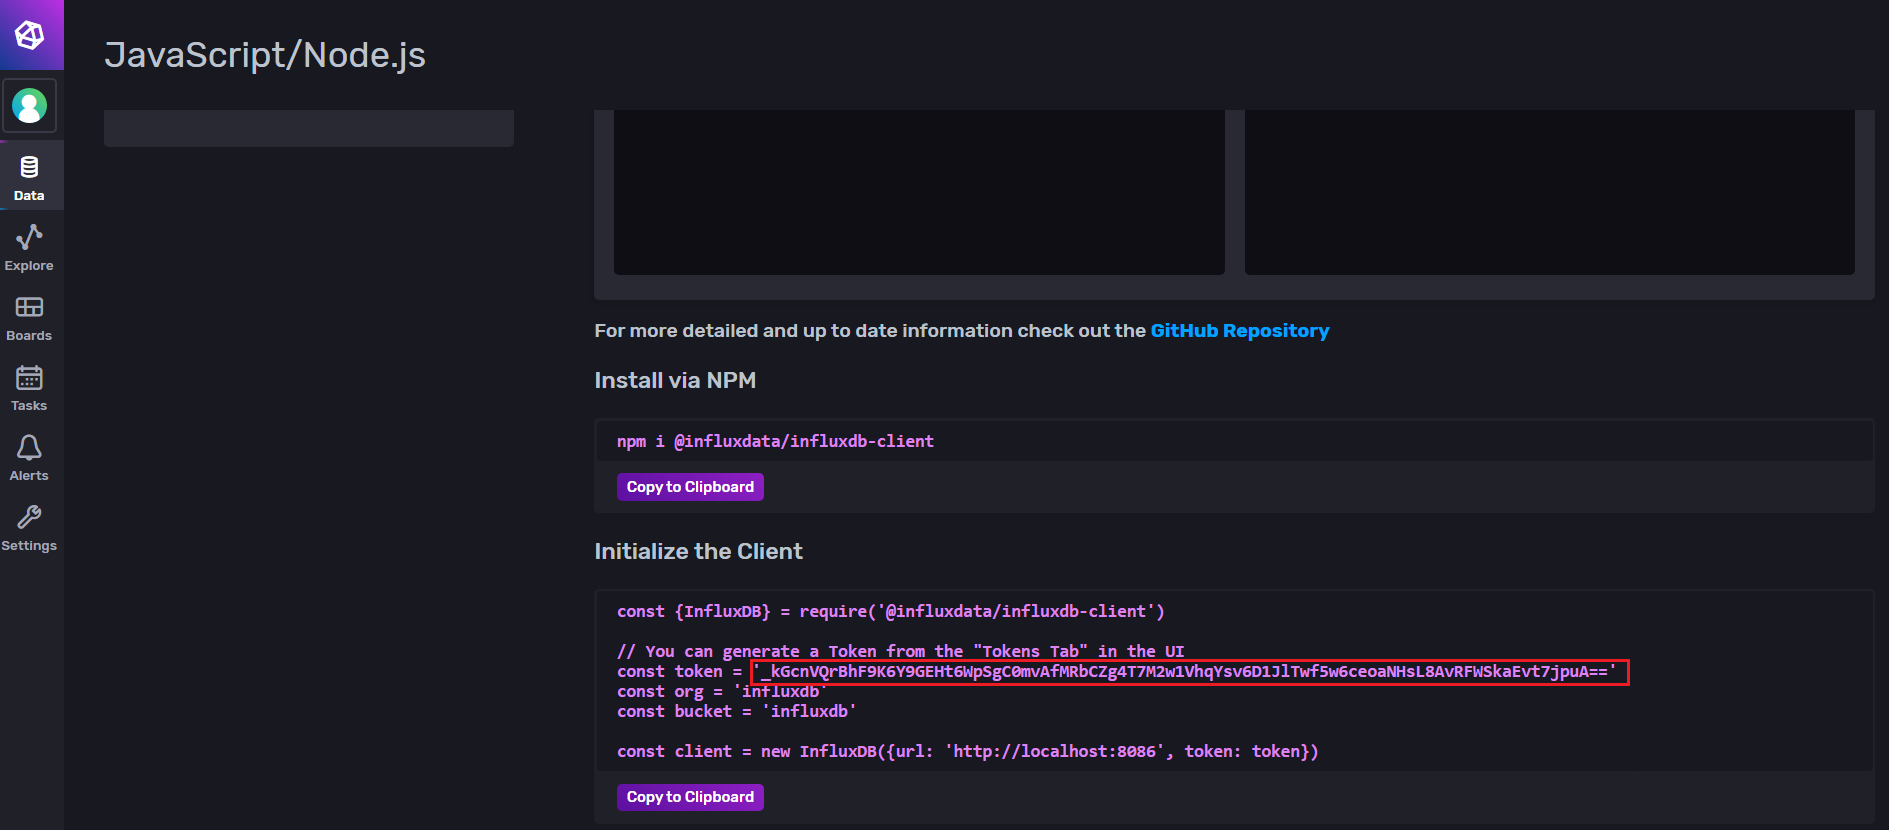 JavaScript/Node.js
Data
Explore
Boards
Tasks
Alerts
Settings
For more detailed and up to date information check out the GitHub Repository
Install via NPM
npm i @influxdata/influxdb-client
Copy to Clipboard
Initialize the Client
const {InfluxDB} = require('@influxdata/influxdb-client')
// You can generate a Token from the "Tokens Tab" in the UI
const token = '_kGcnVQrBhF9K6Y9GEHt6WpSgC0mvAfMRbCZg4T7M2w1VhqYsv6D1JlTwf5w6ceoaNHsL8AvRFWSkaEvt7jpuA=='
const org = 'influxdb'
const bucket = 'influxdb'
const client = new InfluxDB({url: 'http://localhost:8086', token: token})
Copy to Clipboard